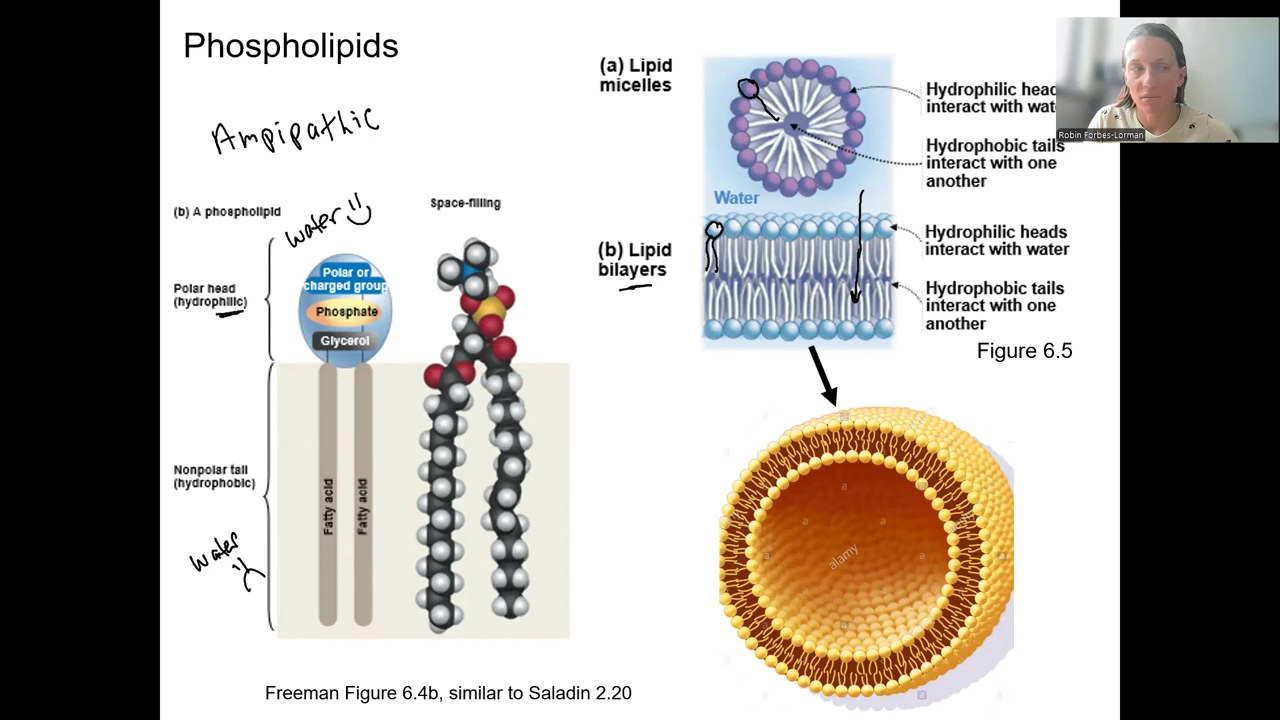 Phospholipids
Ampipathic
(b) A phospholipid
Space-filling
water
Polar head
(hydrophilic)
Polar or
charged group
Phosphate
Glycerol
Nonpolar tail
(hydrophobic)
Fatty acid
Fatty acid
water
Freeman Figure 6.4b, similar to Saladin 2.20
(a) Lipid
micelles
Hydrophilic head
interact with wat
Hydrophobic tails
interact with one
another
Water
(b) Lipid
bilayers
Hydrophilic heads
interact with water
Hydrophobic tails
interact with one
another
Figure 6.5
Robin Forbes-Lorman
a
a
a
a
a
a
a
alamy
a
a
a
a
a